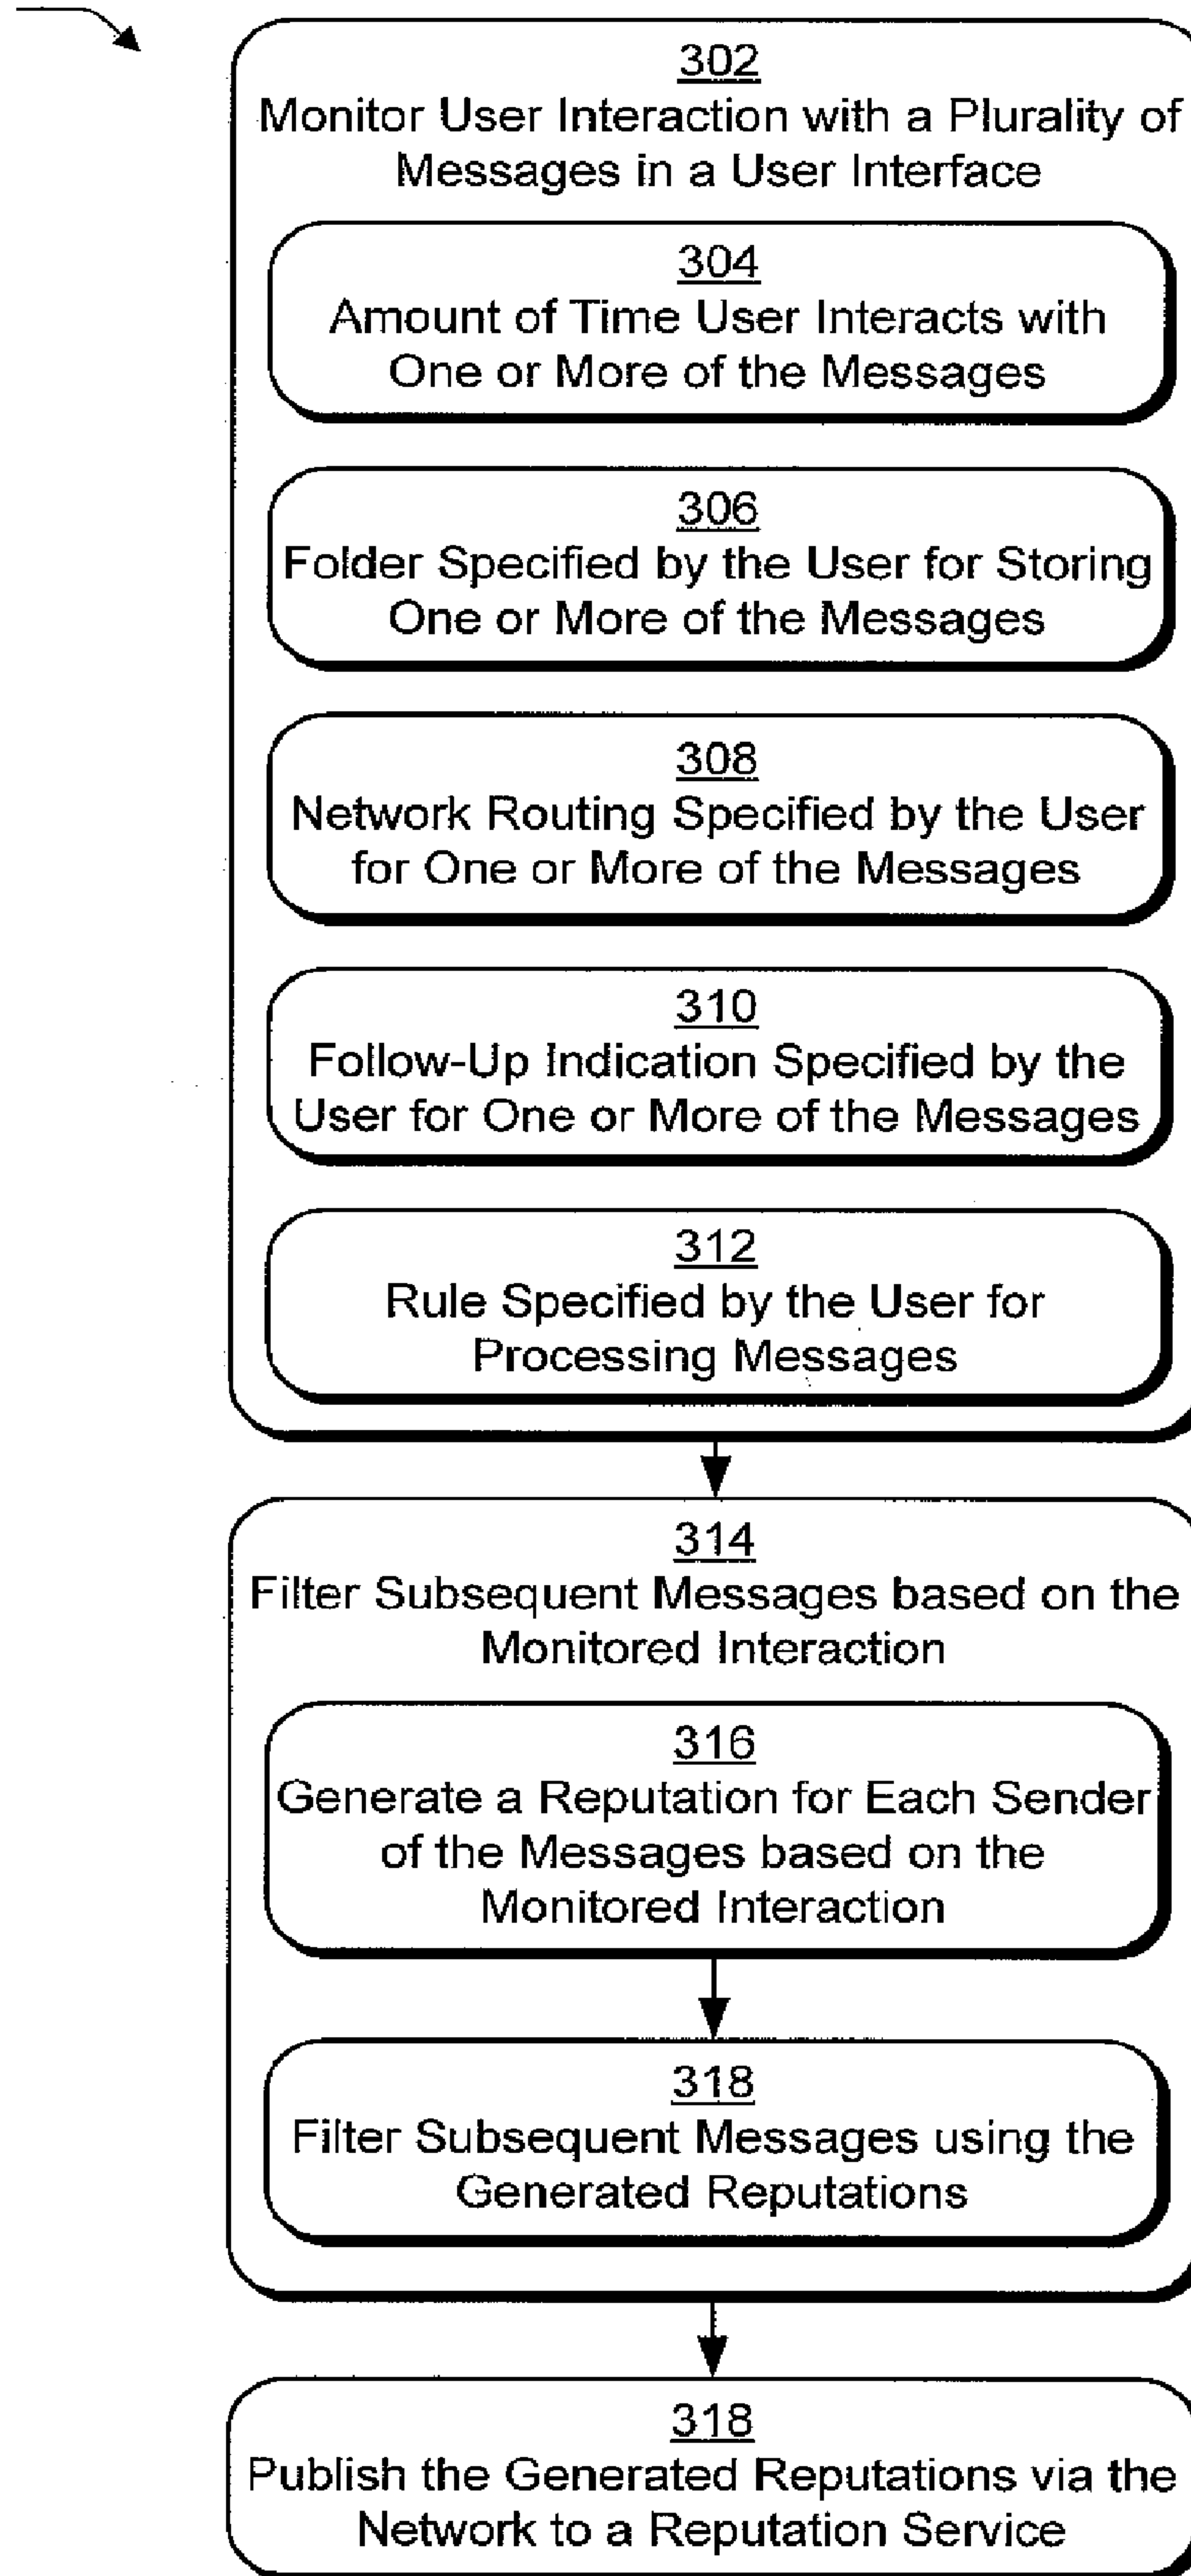 302
Monitor User Interaction with a Plurality of
Messages in a User Interface
304
Amount of Time User Interacts with
One or More of the Messages
306
Folder Specified by the User for Storing
One or More of the Messages
308
Network Routing Specified by the User
for One or More of the Messages
310
Follow-Up Indication Specified by the
User for One or More of the Messages
312
Rule Specified by the User for
Processing Messages
314
Filter Subsequent Messages based on the
Monitored Interaction
316
Generate a Reputation for Each Sender
of the Messages based on the
Monitored Interaction
318
Filter Subsequent Messages using the
Generated Reputations
318
Publish the Generated Reputations via the
Network to a Reputation Service